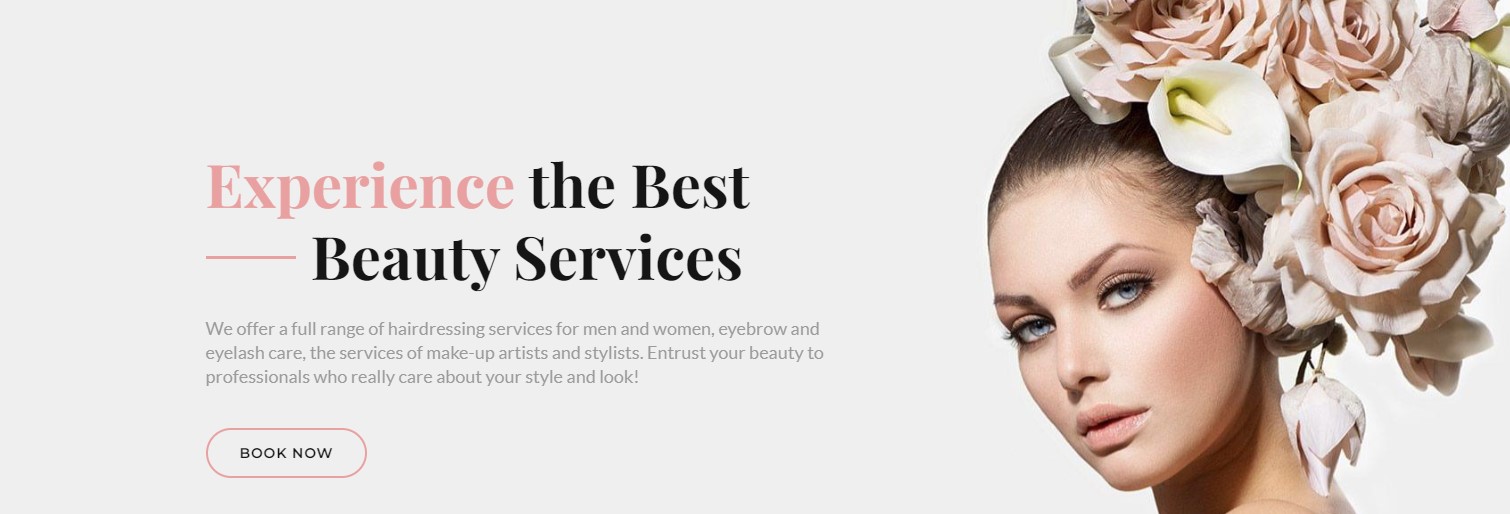 Experience the Best
Beauty Services
We offer a full range of hairdressing services for men and women, eyebrow and
eyelash care, the services of make-up artists and stylists. Entrust your beauty to
professionals who really care about your style and look!
BOOK NOW